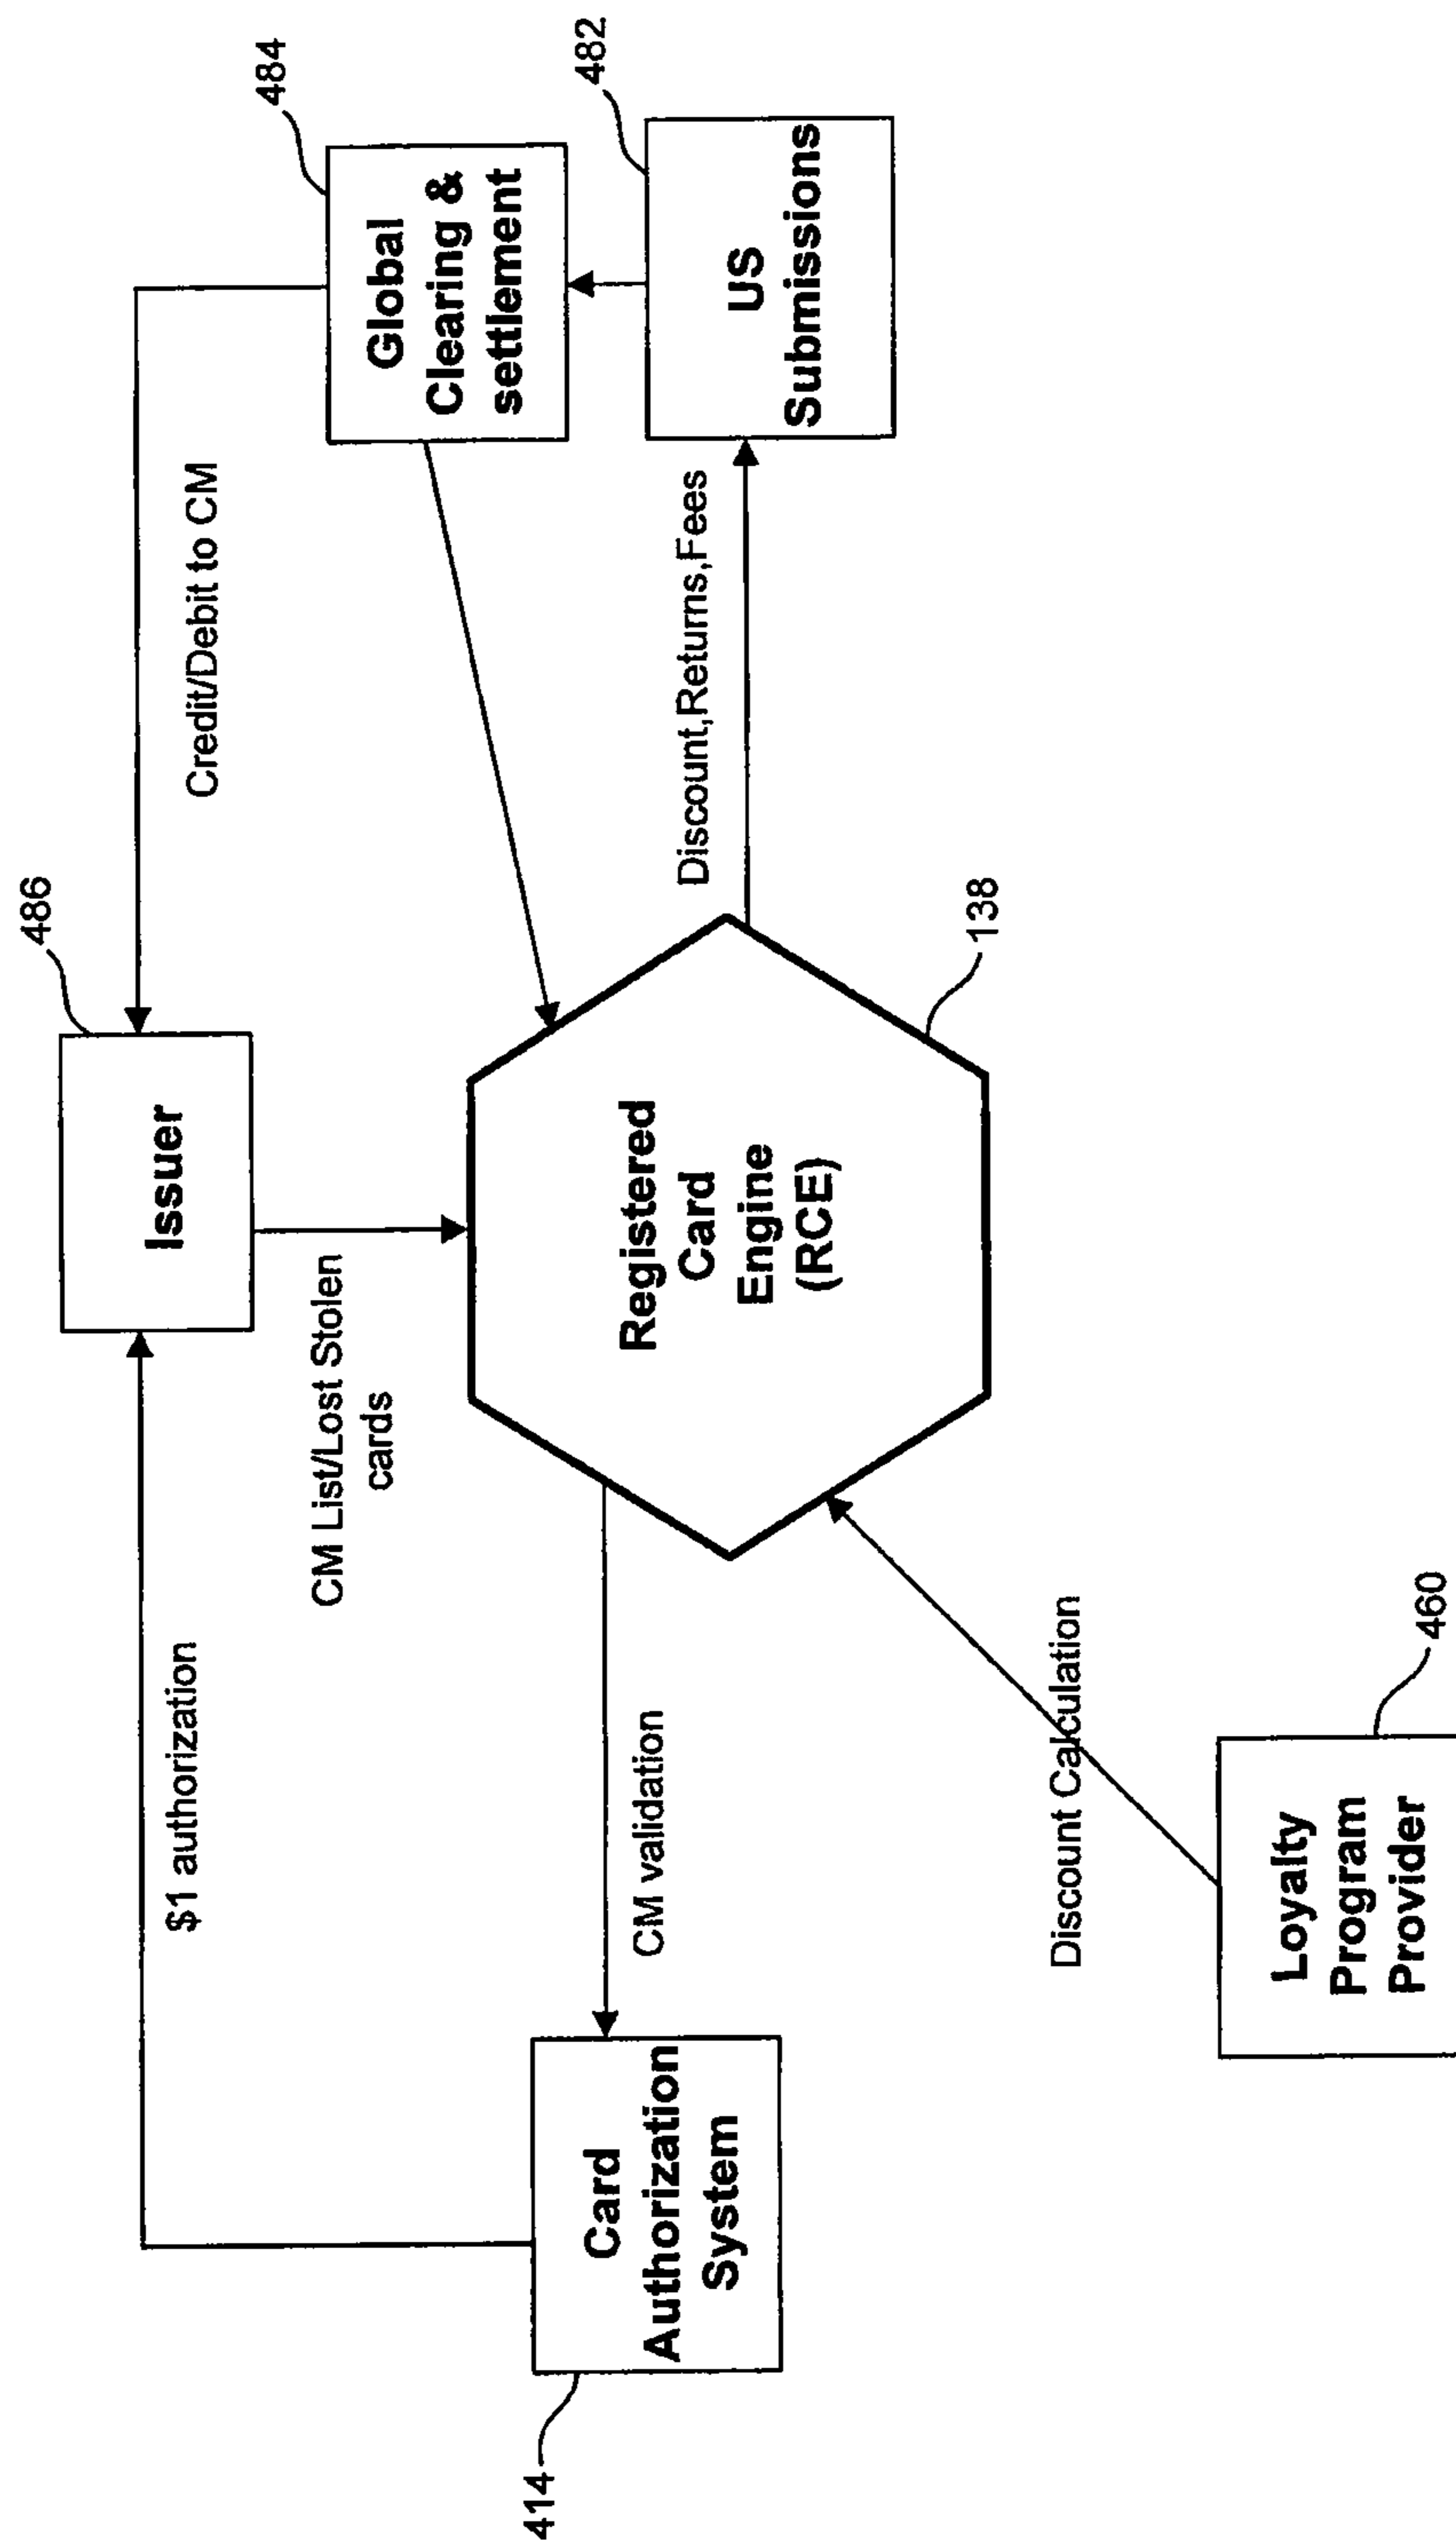 486
Issuer
484
Global
Clearing &
settlement
482
US
Submissions
$1 authorization
Credit/Debit to CM
CM List/Lost Stolen
cards
414
Card
Authorization
System
CM validation
Registered
Card
Engine
(RCE)
138
Discount,Returns,Fees
Discount Calculation
Loyalty
Program
Provider
460